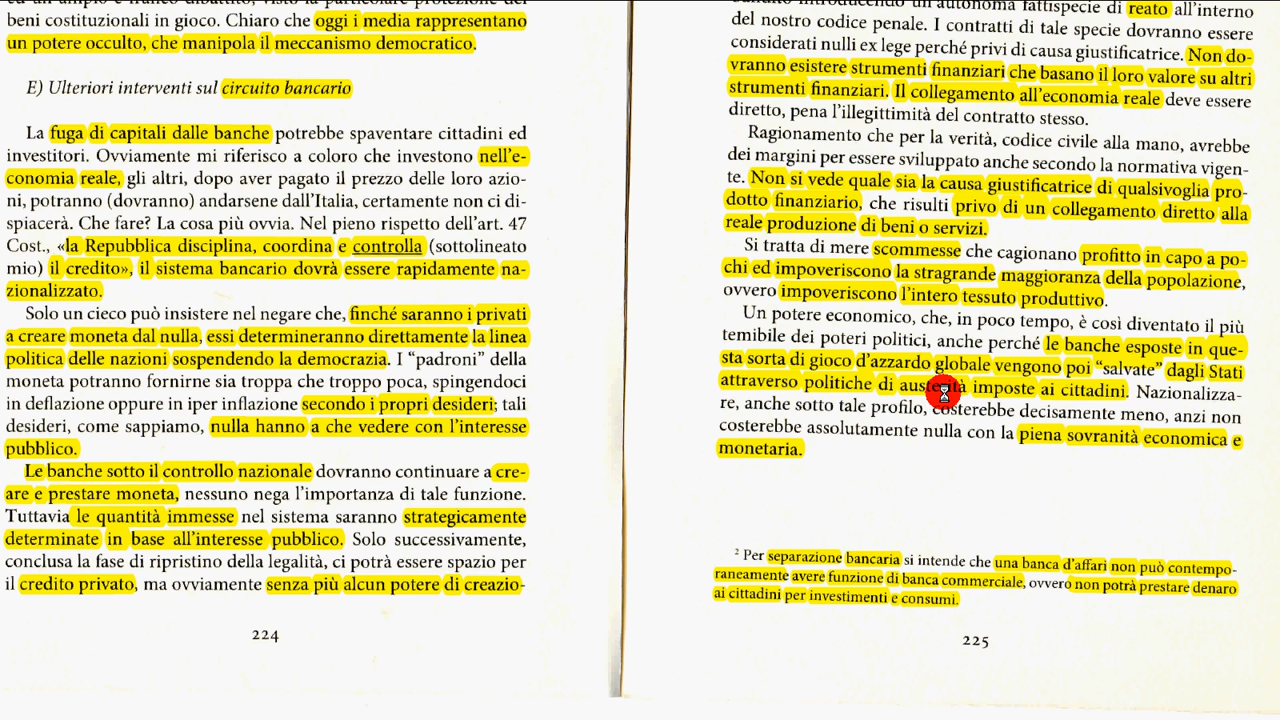 ed un ampio e franco dibattito, vista la particolare protezione dei
beni costituzionali in gioco. Chiaro che oggi i media rappresentano
un potere occulto, che manipola il meccanismo democratico.
E) Ulteriori interventi sul circuito bancario
La fuga di capitali dalle banche potrebbe spaventare cittadini ed
investitori. Ovviamente mi riferisco a coloro che investono nell’e-
conomia reale, gli altri, dopo aver pagato il prezzo delle loro azio-
ni, potranno (dovranno) andarsene dall’Italia, certamente non ci di-
spiacerà. Che fare? La cosa più ovvia. Nel pieno rispetto dell’art. 47
Cost., «la Repubblica disciplina, coordina e controlla (sottolineato
mio) il credito», il sistema bancario dovrà essere rapidamente na-
zionalizzato.
Solo un cieco può insistere nel negare che, finché saranno i privati
a creare moneta dal nulla, essi determineranno direttamente la linea
politica delle nazioni sospendendo la democrazia. I “padroni” della
moneta potranno fornirne sia troppa che troppo poca, spingendoci
in deflazione oppure in iper inflazione secondo i propri desideri; tali
desideri, come sappiamo, nulla hanno a che vedere con l’interesse
pubblico.
Le banche sotto il controllo nazionale dovranno continuare a cre-
are e prestare moneta, nessuno nega l’importanza di tale funzione.
Tuttavia le quantità immesse nel sistema saranno strategicamente
determinate in base all’interesse pubblico. Solo successivamente,
conclusa la fase di ripristino della legalità, ci potrà essere spazio per
il credito privato, ma ovviamente senza più alcun potere di creazio-
224
introducendo un’autonoma fattispecie di reato all’interno
del nostro codice penale. I contratti di tale specie dovranno essere
considerati nulli ex lege perché privi di causa giustificatrice. Non do-
vranno esistere strumenti finanziari che basano il loro valore su altri
strumenti finanziari. Il collegamento all’economia reale deve essere
diretto, pena l’illegittimità del contratto stesso.
Ragionamento che per la verità, codice civile alla mano, avrebbe
dei margini per essere sviluppato anche secondo la normativa vigen-
te. Non si vede quale sia la causa giustificatrice di qualsivoglia pro-
dotto finanziario, che risulti privo di un collegamento diretto alla
reale produzione di beni o servizi.
Si tratta di mere scommesse che cagionano profitto in capo a po-
chi ed impoveriscono la stragrande maggioranza della popolazione,
ovvero impoveriscono l’intero tessuto produttivo.
Un potere economico, che, in poco tempo, è così diventato il più
temibile dei poteri politici, anche perché le banche esposte in que-
sta sorta di gioco d’azzardo globale vengono poi “salvate” dagli Stati
attraverso politiche di austerità imposte ai cittadini. Nazionalizza-
re, anche sotto tale profilo, costerebbe decisamente meno, anzi non
costerebbe assolutamente nulla con la piena sovranità economica e
monetaria.
2 Per separazione bancaria si intende che una banca d’affari non può contempo-
raneamente avere funzione di banca commerciale, ovvero non potrà prestare denaro
ai cittadini per investimenti e consumi.
225